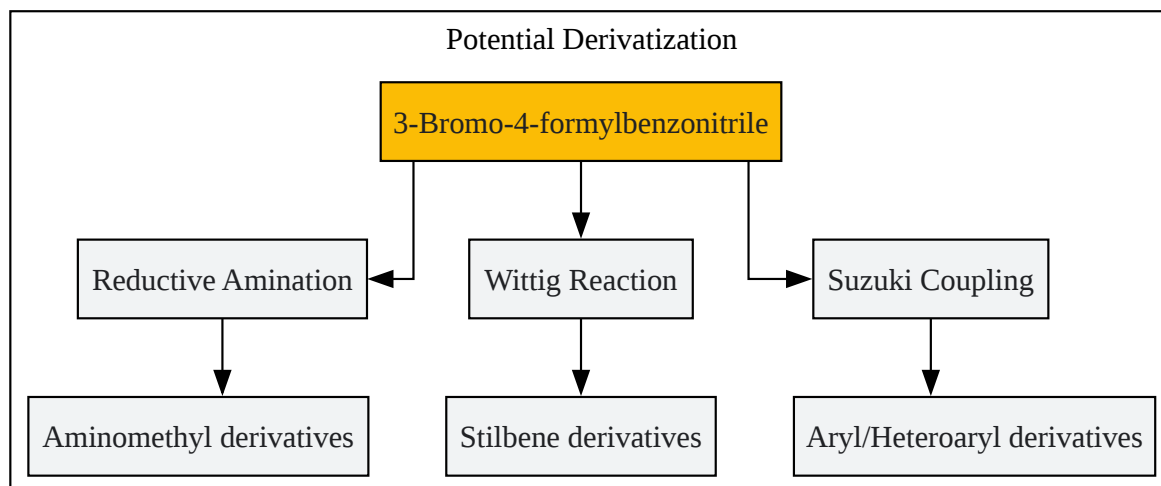 Potential Derivatization
3-Bromo-4-formylbenzonitrile
Reductive Amination
Wittig Reaction
Suzuki Coupling
Aminomethyl derivatives
Stilbene derivatives
Aryl/Heteroaryl derivatives